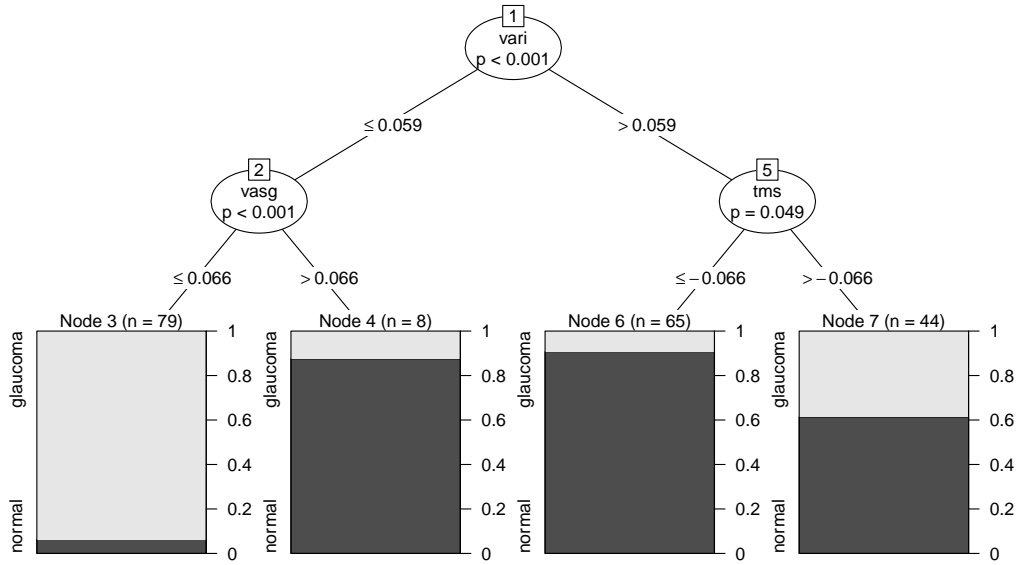 1
vari
p < 0.001
≤ 0.059
> 0.059
2
vasg
p < 0.001
5
tms
p = 0.049
≤ 0.066
> 0.066
≤ −0.066
> −0.066
Node 3 (n = 79)
glaucoma
normal
1
0.8
0.6
0.4
0.2
0
Node 4 (n = 8)
glaucoma
normal
1
0.8
0.6
0.4
0.2
0
Node 6 (n = 65)
glaucoma
normal
1
0.8
0.6
0.4
0.2
0
Node 7 (n = 44)
glaucoma
normal
1
0.8
0.6
0.4
0.2
0